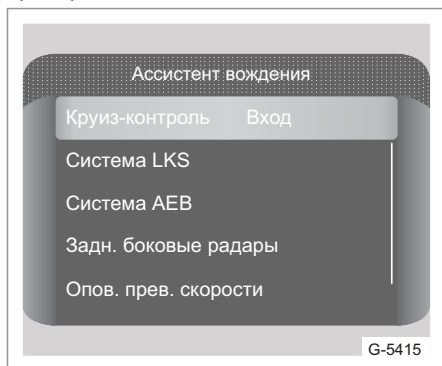 Ассистент вождения
Круиз-контроль Вход
Система LKS
Система AEB
Задн. боковые радары
Опов. прев. скорости
G-5415